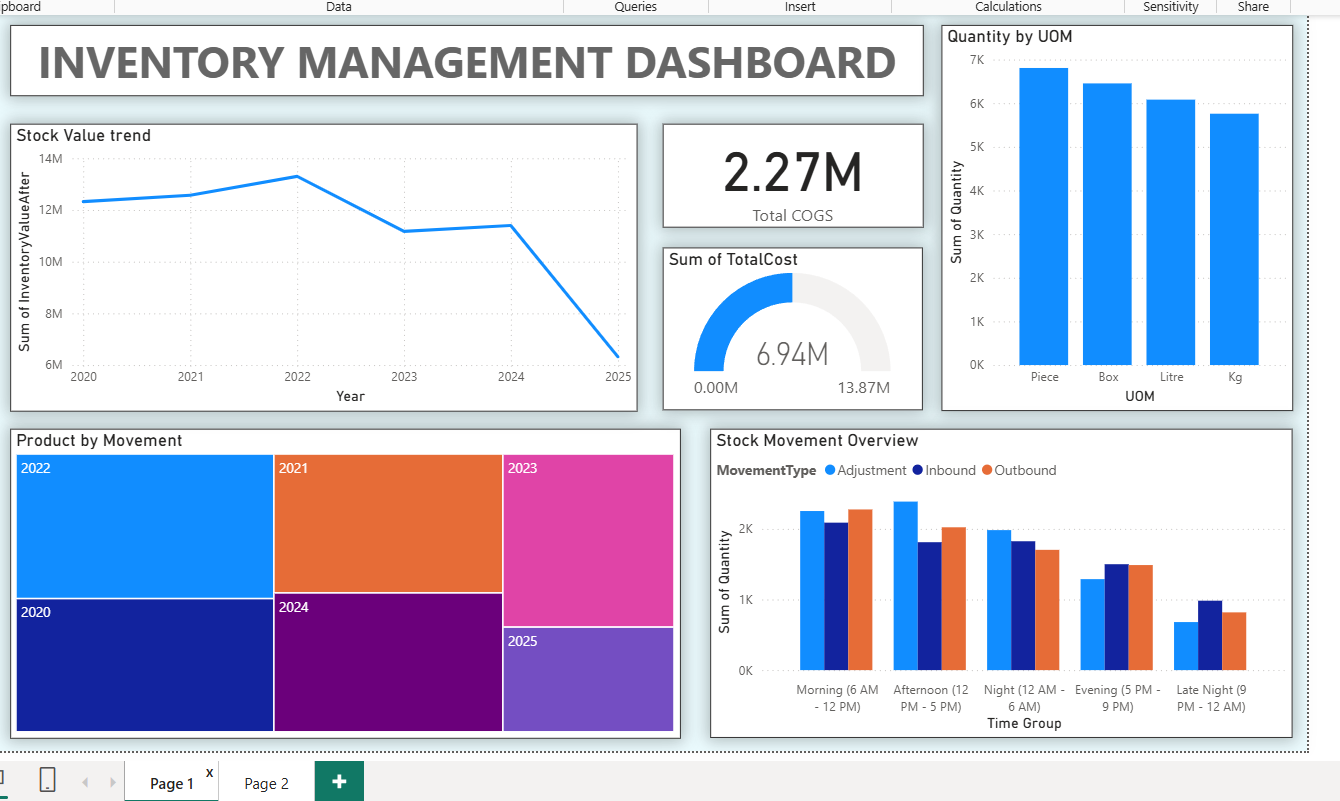 pboard
Data
Queries
Insert
Calculations
Sensitivity
Share
INVENTORY MANAGEMENT DASHBOARD
Stock Value trend
Sum of InventoryValueAfter
14M
12M
10M
8M
6M
2020 2021 2022 2023 2024 2025
Year
2.27M
Total COGS
Sum of TotalCost
6.94M
0.00M 13.87M
Quantity by UOM
Sum of Quantity
7K
6K
5K
4K
3K
2K
1K
0K
Piece Box Litre Kg
UOM
Product by Movement
2022
2021
2023
2020
2024
2025
Stock Movement Overview
MovementType Adjustment Inbound Outbound
Sum of Quantity
2K
1K
0K
Morning (6 AM - 12 PM)
Afternoon (12 PM - 5 PM)
Night (12 AM - 6 AM)
Evening (5 PM - 9 PM)
Late Night (9 PM - 12 AM)
Time Group
Page 1 x
Page 2
+